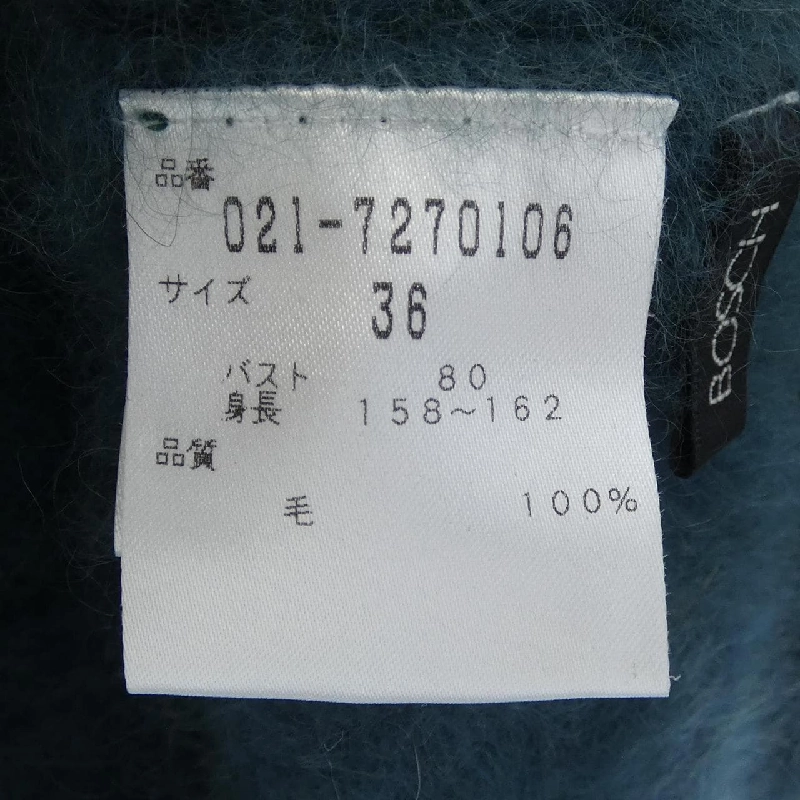 品番
021-7270106
サイズ 36
バスト 80
身長 158~162
品質
毛 100%
BOSCH